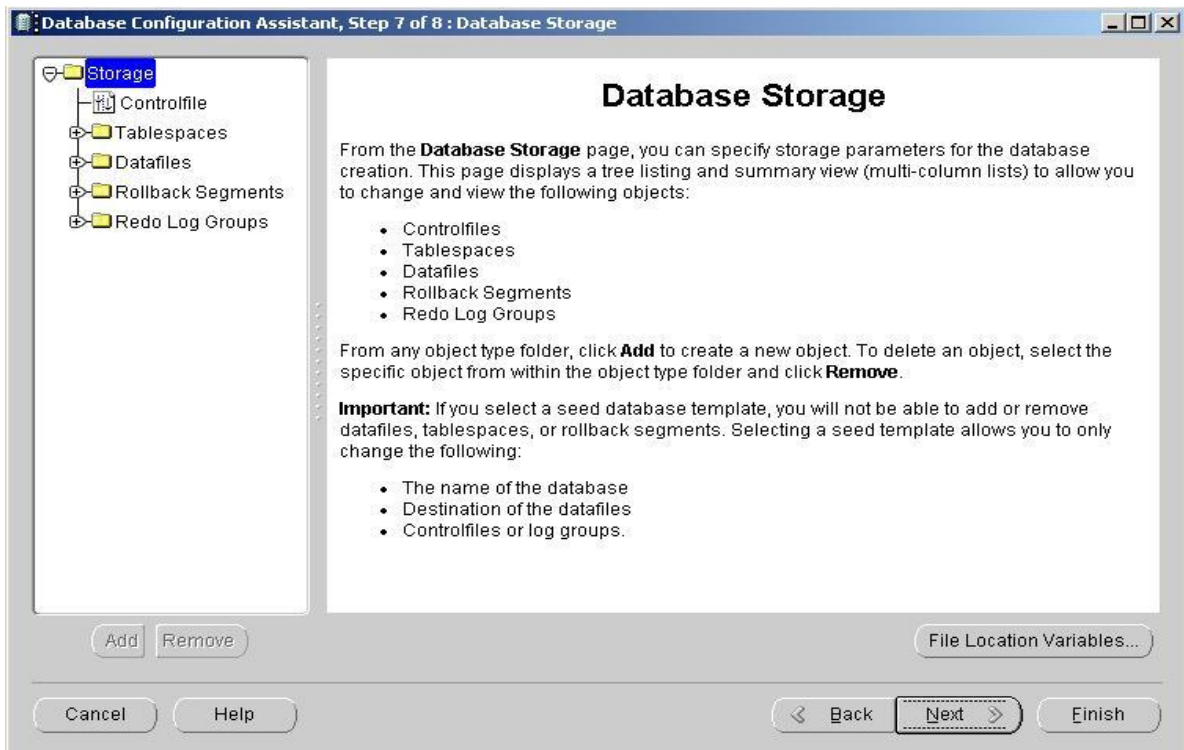 Database Configuration Assistant, Step 7 of 8 : Database Storage
Storage
Controlfile
Tablespaces
Datafiles
Rollback Segments
Redo Log Groups
Database Storage
From the Database Storage page, you can specify storage parameters for the database
creation. This page displays a tree listing and summary view (multi-column lists) to allow you
to change and view the following objects:
• Controlfiles
• Tablespaces
• Datafiles
• Rollback Segments
• Redo Log Groups
From any object type folder, click Add to create a new object. To delete an object, select the
specific object from within the object type folder and click Remove.
Important: If you select a seed database template, you will not be able to add or remove
datafiles, tablespaces, or rollback segments. Selecting a seed template allows you to only
change the following:
• The name of the database
• Destination of the datafiles
• Controlfiles or log groups.
Add Remove File Location Variables...
Cancel Help Back Next Finish